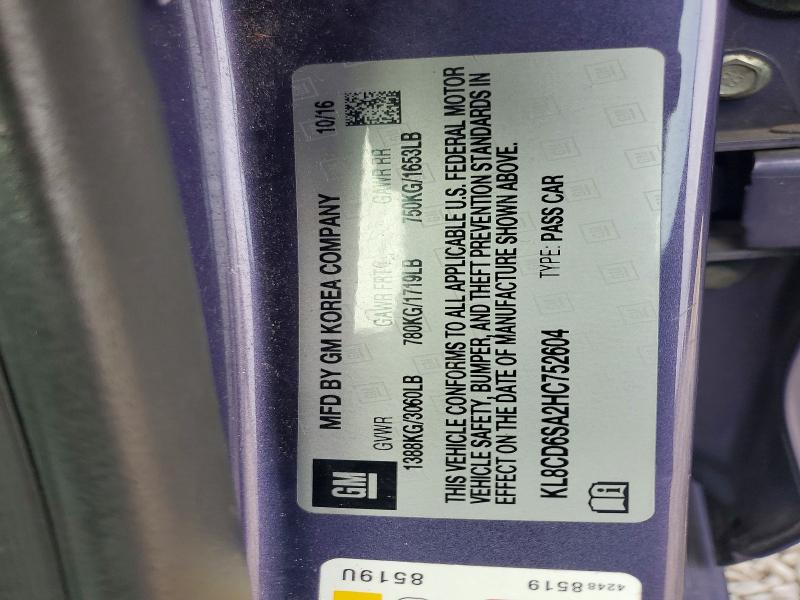 MFD BY GM KOREA COMPANY 10/16
GM
GVWR GAWR FRT GAWR RR
1388KG/3060LB 780KG/1719LB 750KG/1653LB
THIS VEHICLE CONFORMS TO ALL APPLICABLE U.S. FEDERAL MOTOR
VEHICLE SAFETY, BUMPER, AND THEFT PREVENTION STANDARDS IN
EFFECT ON THE DATE OF MANUFACTURE SHOWN ABOVE.
KL8CD6SA2HC752604 TYPE: PASS CAR
8519U
4248 8519